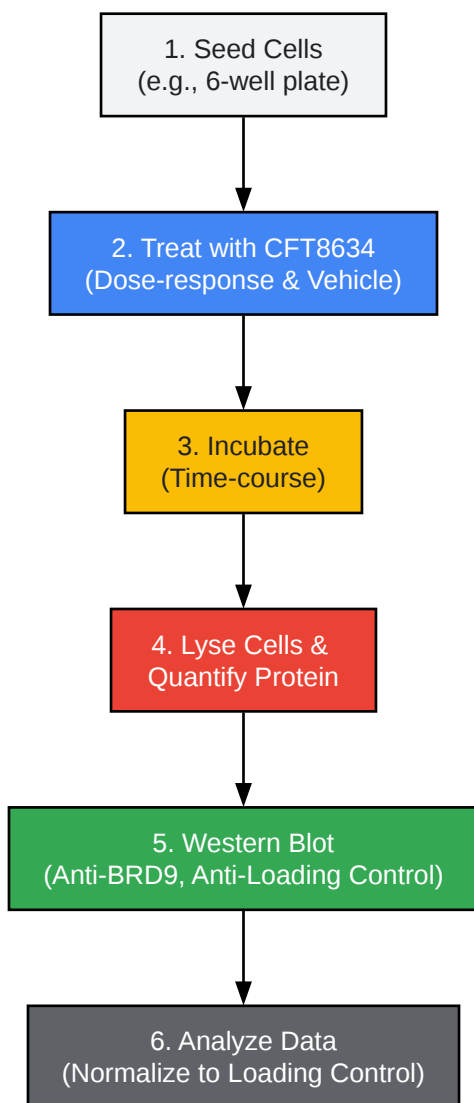 1. Seed Cells
(e.g., 6-well plate)
2. Treat with CFT8634
(Dose-response & Vehicle)
3. Incubate
(Time-course)
4. Lyse Cells &
Quantify Protein
5. Western Blot
(Anti-BRD9, Anti-Loading Control)
6. Analyze Data
(Normalize to Loading Control)